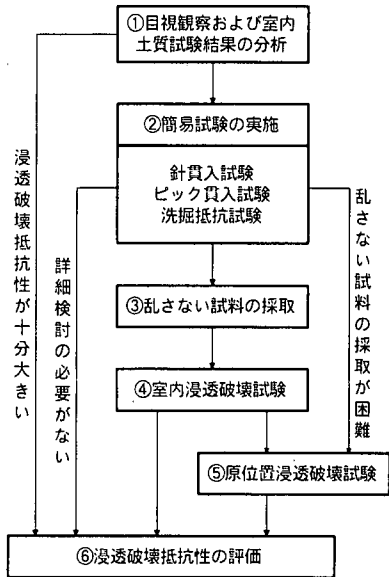 ①目視観察および室内
土質試験結果の分析
②簡易試験の実施
針貫入試験
ピック貫入試験
洗掘抵抗試験
浸透破壊抵抗性が十分大きい
詳細検討の必要がない
乱さない試料の採取が困難
③乱さない試料の採取
④室内浸透破壊試験
⑤原位置浸透破壊試験
⑥浸透破壊抵抗性の評価